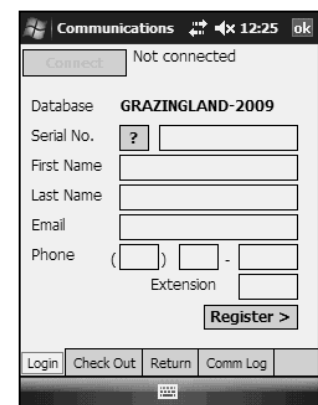 Communications 12:25 ok
Connect Not connected
Database GRAZINGLAND-2009
Serial No. ?
First Name
Last Name
Email
Phone ( ) -
Extension
Register >
Login Check Out Return Comm Log